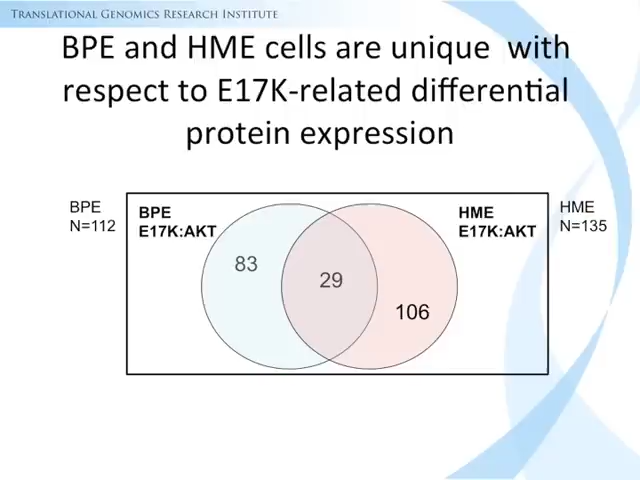 TRANSLATIONAL GENOMICS RESEARCH INSTITUTE
BPE and HME cells are unique with
respect to E17K-related differential
protein expression
BPE
N=112
BPE
E17K:AKT
HME
E17K:AKT
HME
N=135
83
29
106